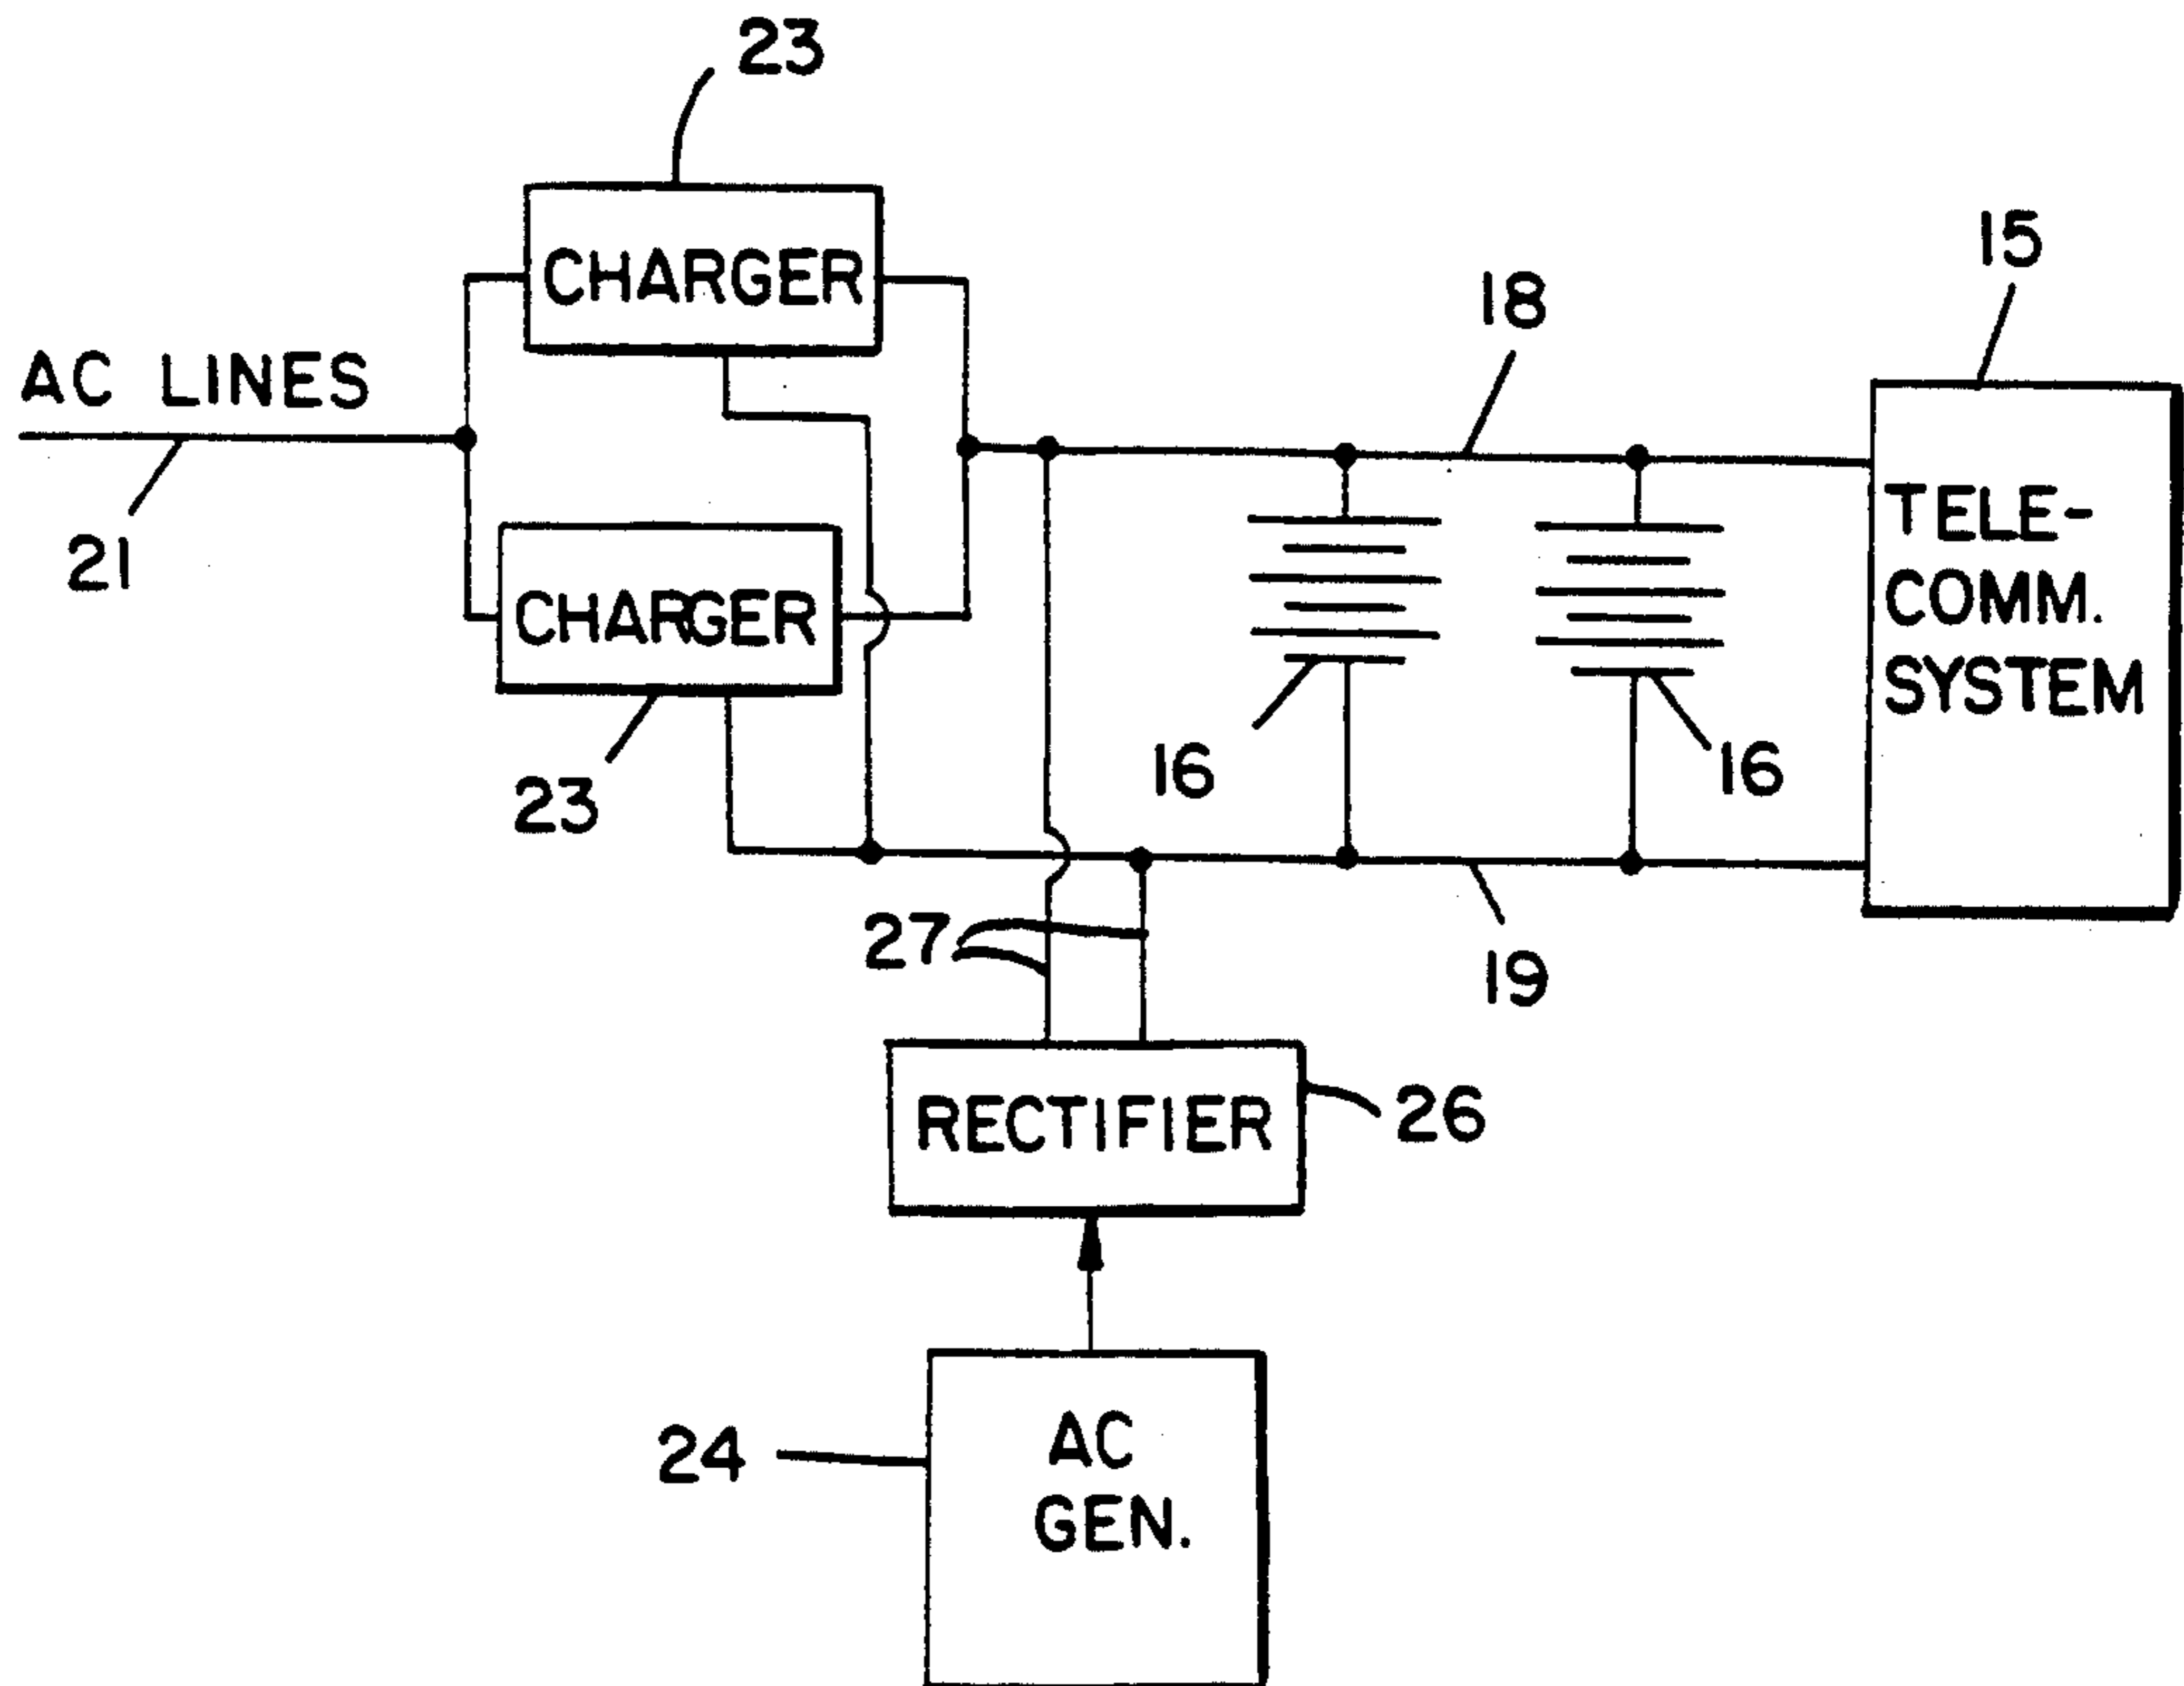 23
CHARGER
15
18
AC LINES
21
TELE-
COMM.
SYSTEM
CHARGER
23
16
16
27
19
RECTIFIER
26
24
AC
GEN.